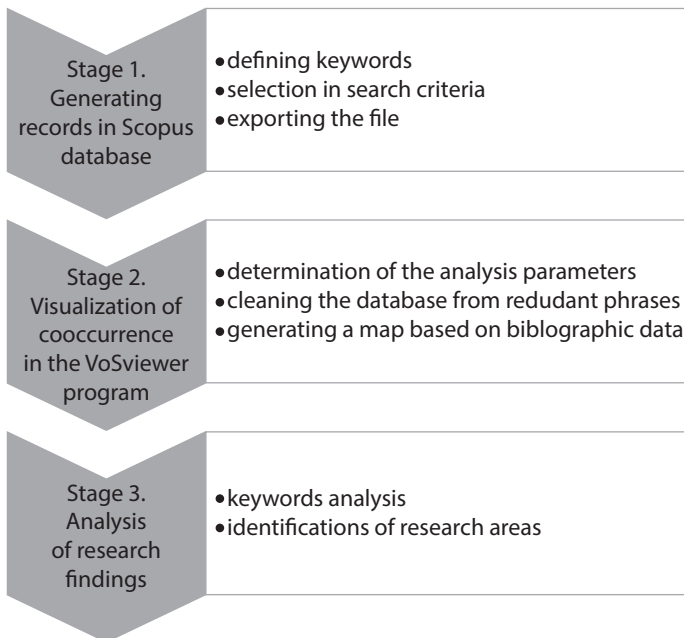 Stage 1.
Generating
records in Scopus
database
•defining keywords
•selection in search criteria
•exporting the file
Stage 2.
Visualization of
cooccurrence
in the VoSviewer
program
•determination of the analysis parameters
•cleaning the database from redudant phrases
•generating a map based on biblographic data
Stage 3.
Analysis
of research
findings
•keywords analysis
•identifications of research areas